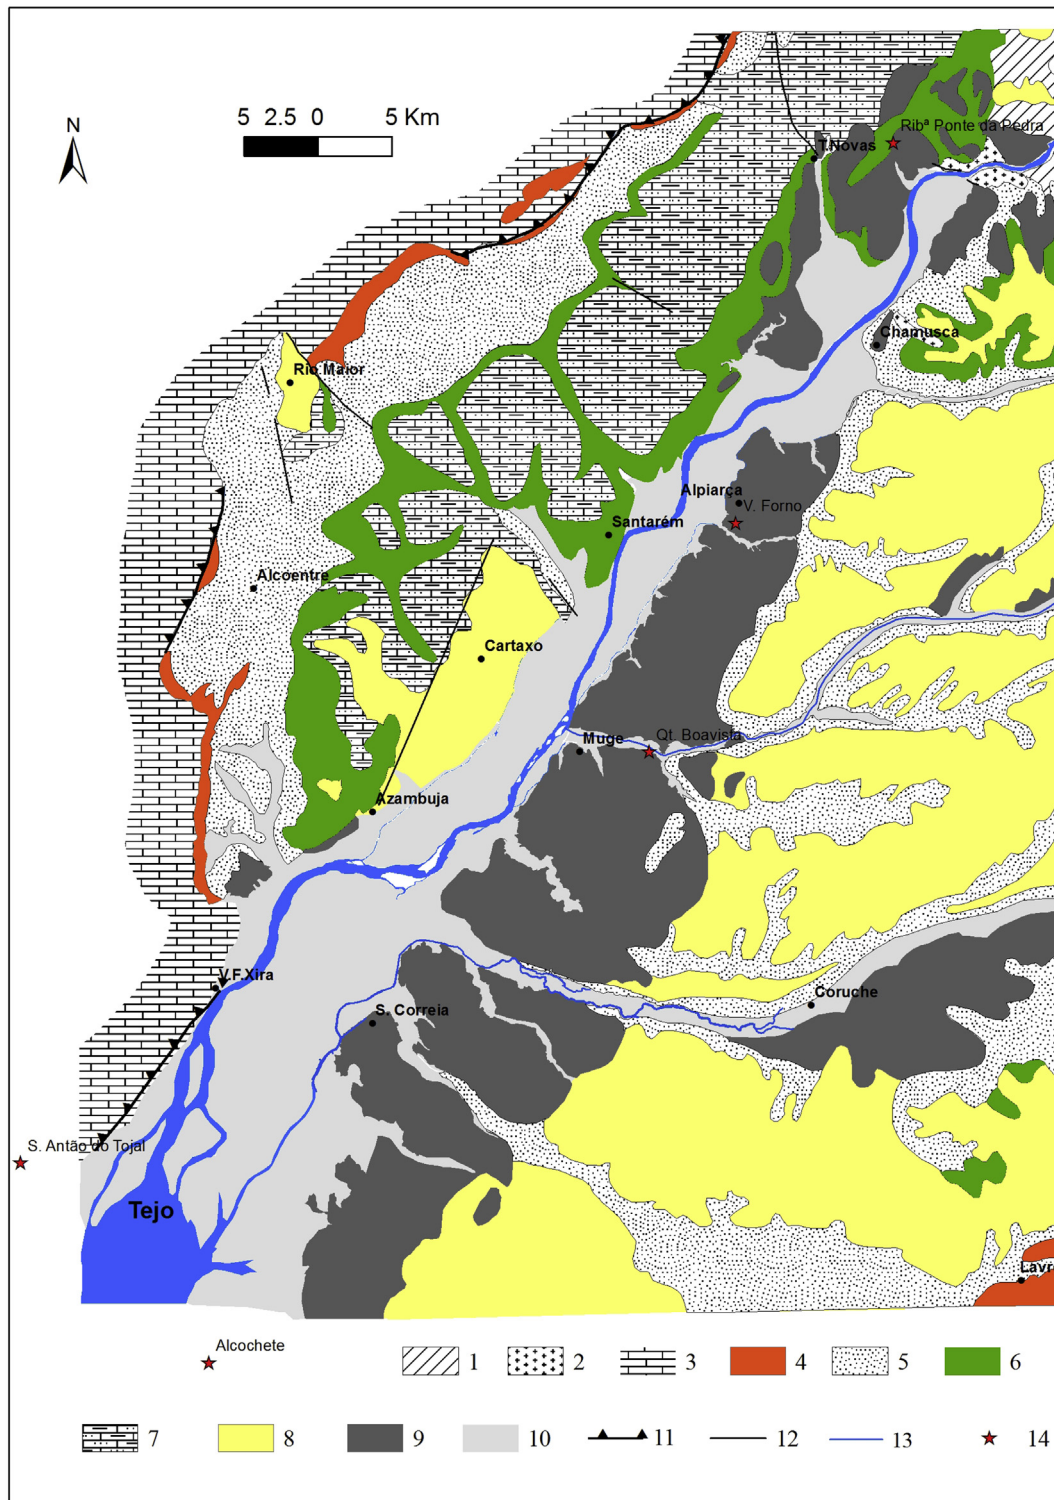 5 2.5 0 5 Km
N
Ribª Ponte da Pedra
T.Novas
Chamusca
Rio Maior
Alpiarça
V. Forno
Santarém
Alcoentre
Cartaxo
Qt. Boavista
Muge
Azambuja
V.F.Xira
Coruche
S. Correia
S. Antão do Tojal
Tejo
Lavre
Alcochete
1 2 3 4 5 6
7 8 9 10 11 12 13 14